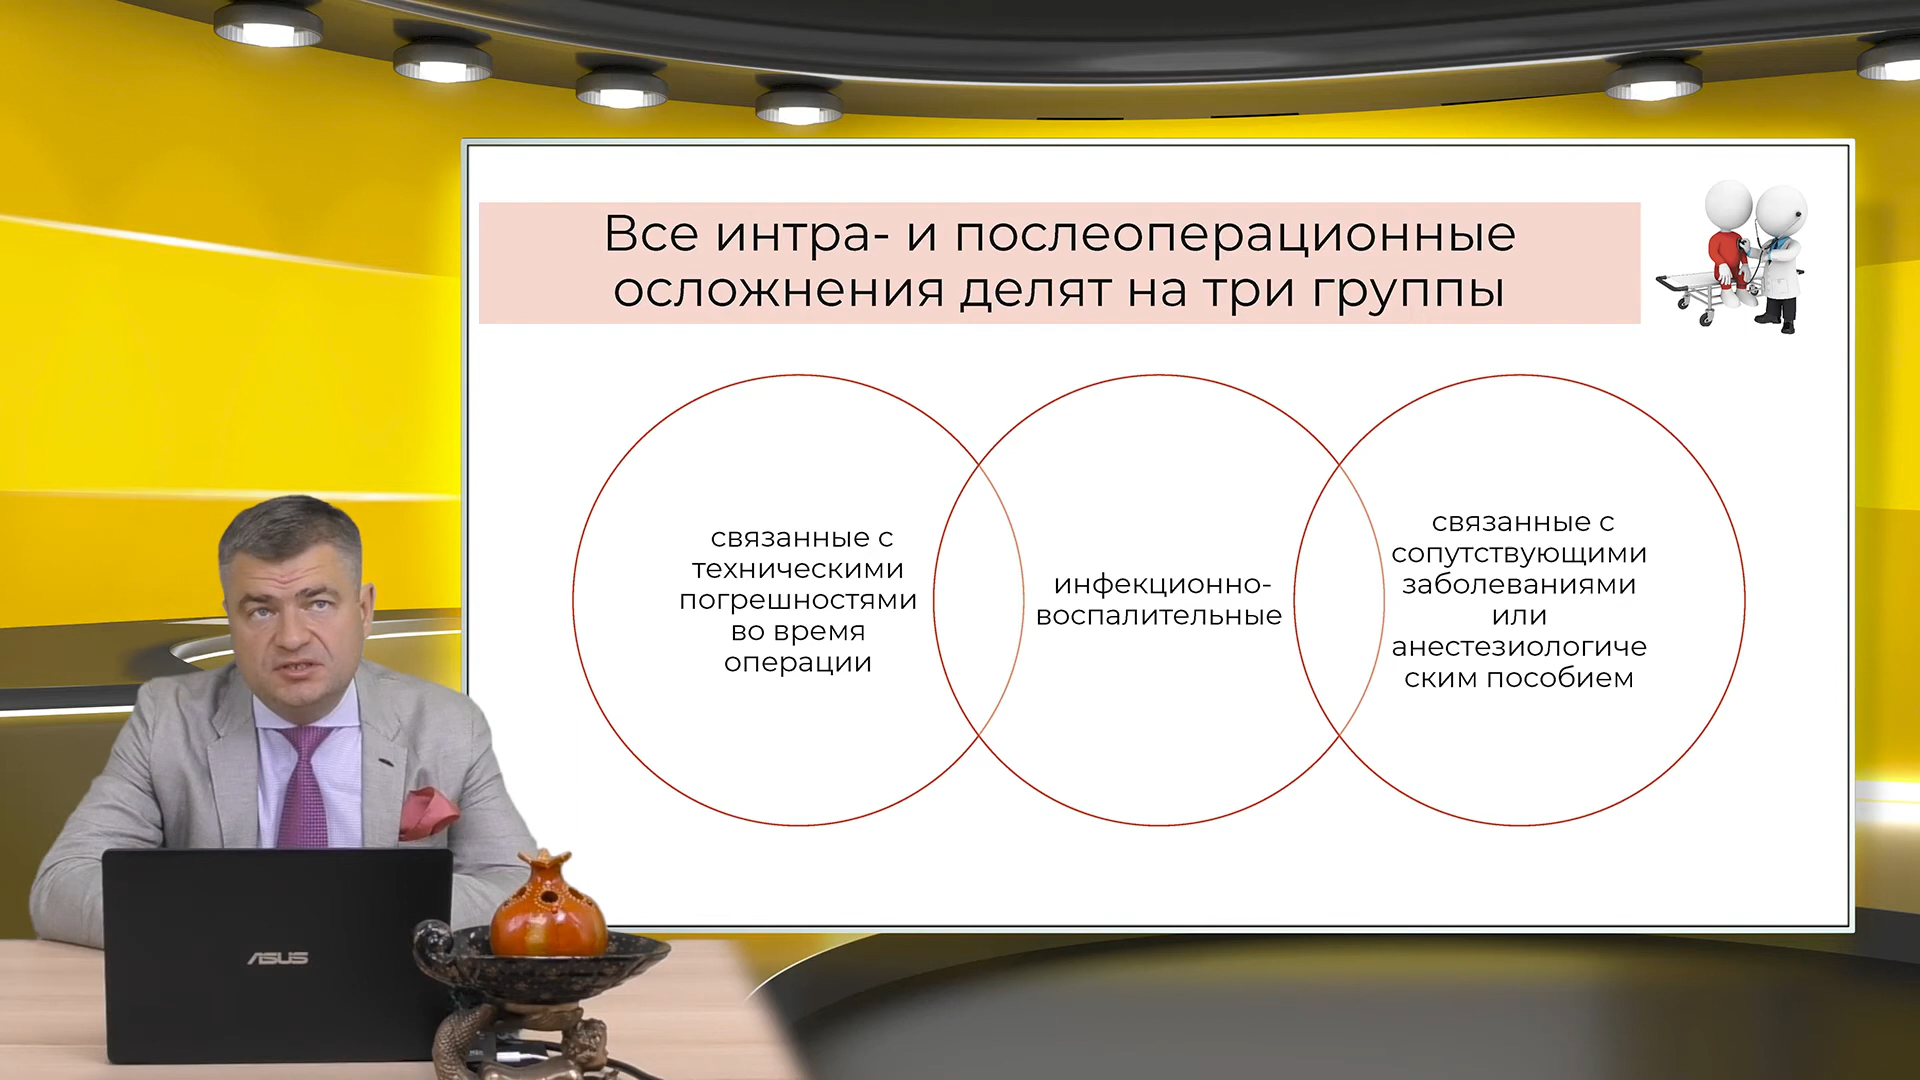 Все интра- и послеоперационные
осложнения делят на три группы
связанные с
техническими
погрешностями
во время
операции
инфекционно-
воспалительные
связанные с
сопутствующими
заболеваниями
или
анестезиологиче
ским пособием
ASUS